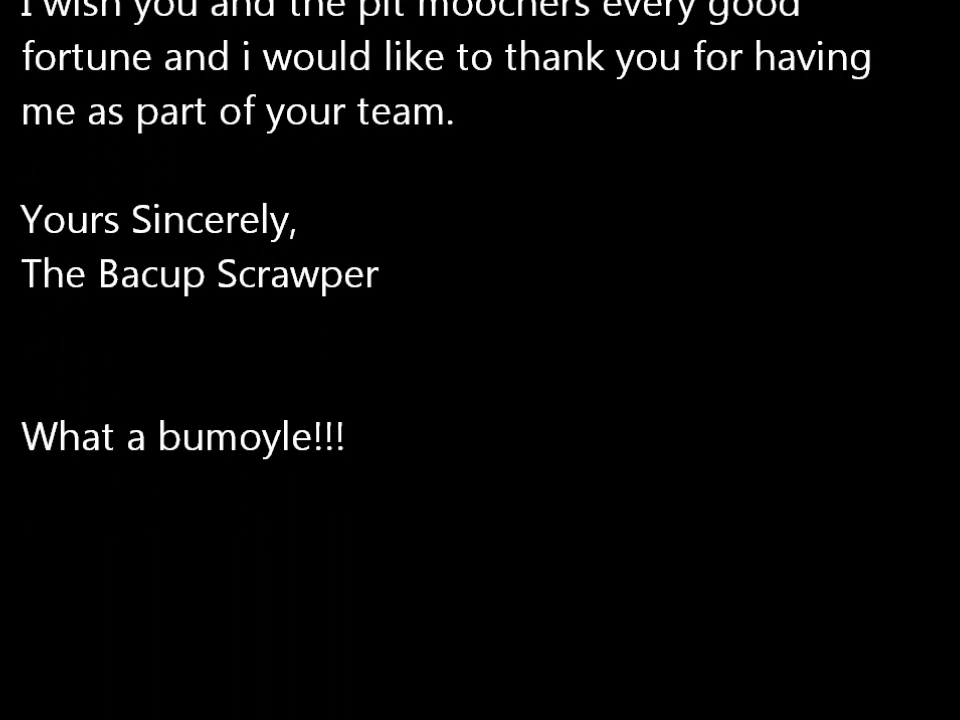 I wish you and the pit moochers every good
fortune and i would like to thank you for having
me as part of your team.
Yours Sincerely,
The Bacup Scrawper
What a bumoyle!!!